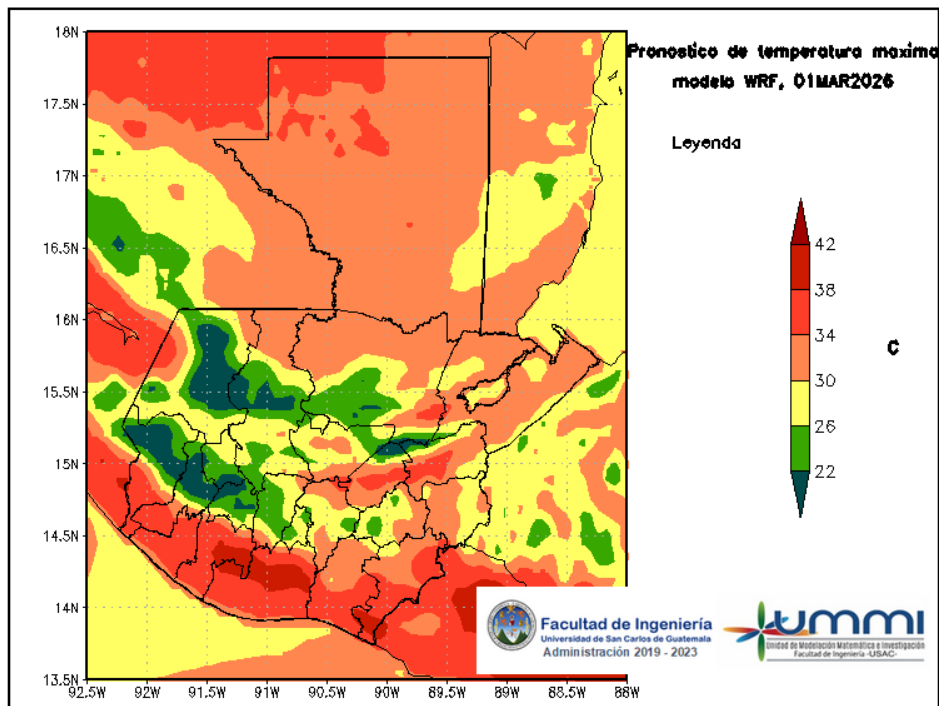 Pronostico de temperatura maxima
modelo WRF, 01MAR2026
Leyenda
42
38
34
30
26
22
C
18N
17.5N
17N
16.5N
16N
15.5N
15N
14.5N
14N
13.5N
92.5W
92W
91.5W
91W
90.5W
90W
89.5W
89W
88.5W
88W
Facultad de Ingeniería
Universidad de San Carlos de Guatemala
Administración 2019 - 2023
UMMI
Unidad de Modelación Matemática e Investigación
Facultad de Ingeniería -USAC-